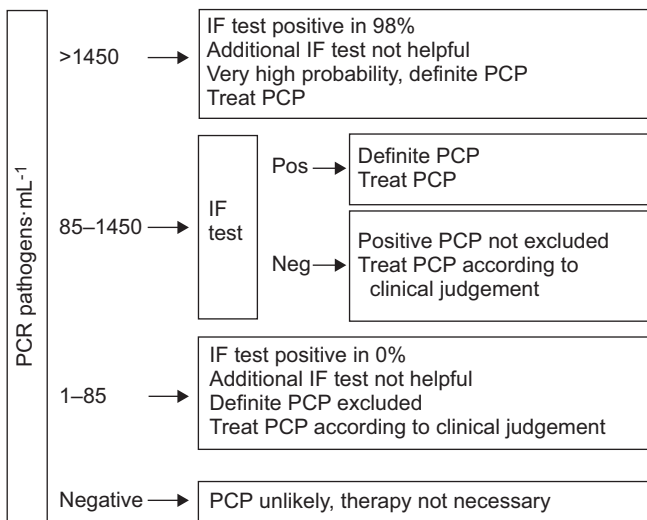 PCR pathogens·mL-1
>1450
IF test positive in 98%
Additional IF test not helpful
Very high probability, definite PCP
Treat PCP
85–1450
IF
test
Pos
Definite PCP
Treat PCP
Neg
Positive PCP not excluded
Treat PCP according to
clinical judgement
1–85
IF test positive in 0%
Additional IF test not helpful
Definite PCP excluded
Treat PCP according to clinical judgement
Negative
PCP unlikely, therapy not necessary